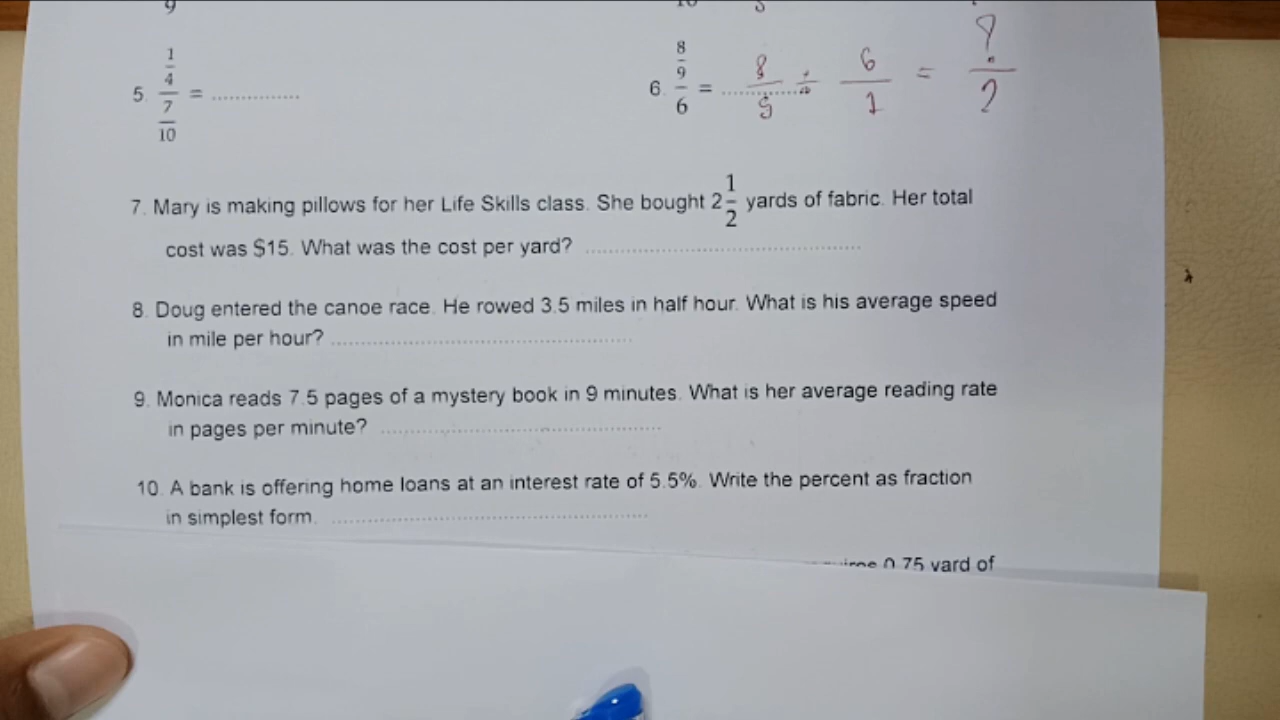 9
10
5. 1/4 / 7/10 = ..............
6. 8/9 / 6 = 8/9 ÷ 6/1 =
7. Mary is making pillows for her Life Skills class. She bought 2 1/2 yards of fabric. Her total
cost was $15. What was the cost per yard? ..........................................
8. Doug entered the canoe race. He rowed 3.5 miles in half hour. What is his average speed
in mile per hour? ..............................................
9. Monica reads 7.5 pages of a mystery book in 9 minutes. What is her average reading rate
in pages per minute? ...........................................
10. A bank is offering home loans at an interest rate of 5.5%. Write the percent as fraction
in simplest form. ................................................
0.75 yard of